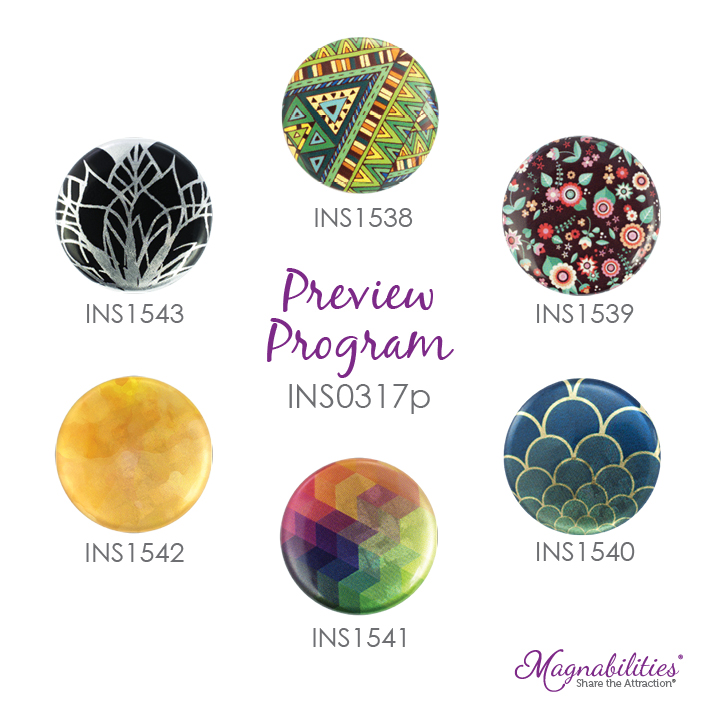 INS1538
INS1543
INS1539
Preview
Program
INS0317p
INS1542
INS1540
INS1541
Magnabilities®
Share the Attraction®